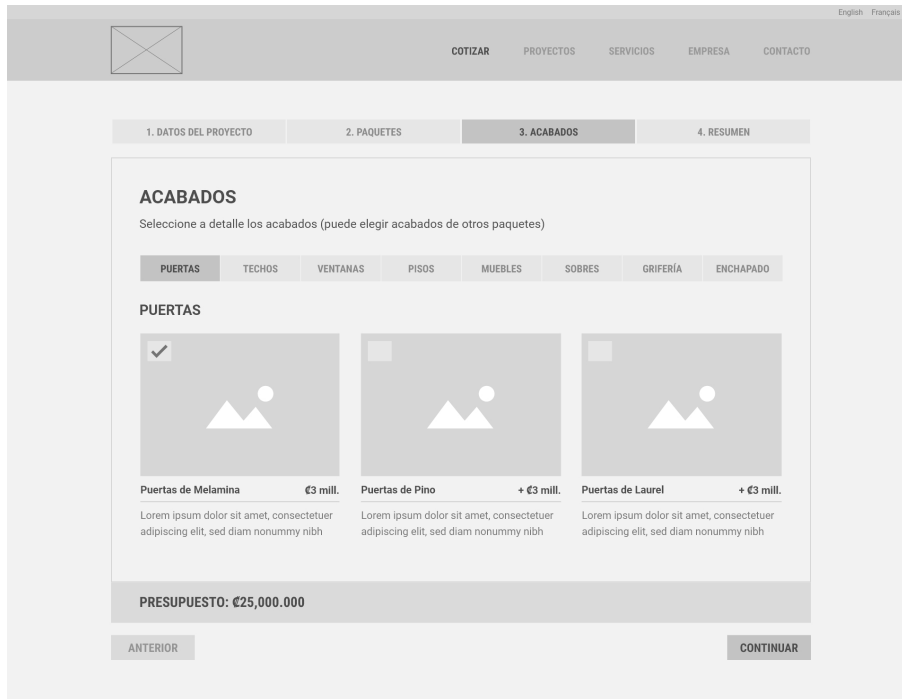 English Français
COTIZAR PROYECTOS SERVICIOS EMPRESA CONTACTO
1. DATOS DEL PROYECTO 2. PAQUETES 3. ACABADOS 4. RESUMEN
ACABADOS
Seleccione a detalle los acabados (puede elegir acabados de otros paquetes)
PUERTAS TECHOS VENTANAS PISOS MUEBLES SOBRES GRIFERÍA ENCHAPADO
PUERTAS
Puertas de Melamina ₡3 mill. Puertas de Pino + ₡3 mill. Puertas de Laurel + ₡3 mill.
Lorem ipsum dolor sit amet, consectetuer Lorem ipsum dolor sit amet, consectetuer Lorem ipsum dolor sit amet, consectetuer
adipiscing elit, sed diam nonummy nibh adipiscing elit, sed diam nonummy nibh adipiscing elit, sed diam nonummy nibh
PRESUPUESTO: ₡25,000.000
ANTERIOR CONTINUAR